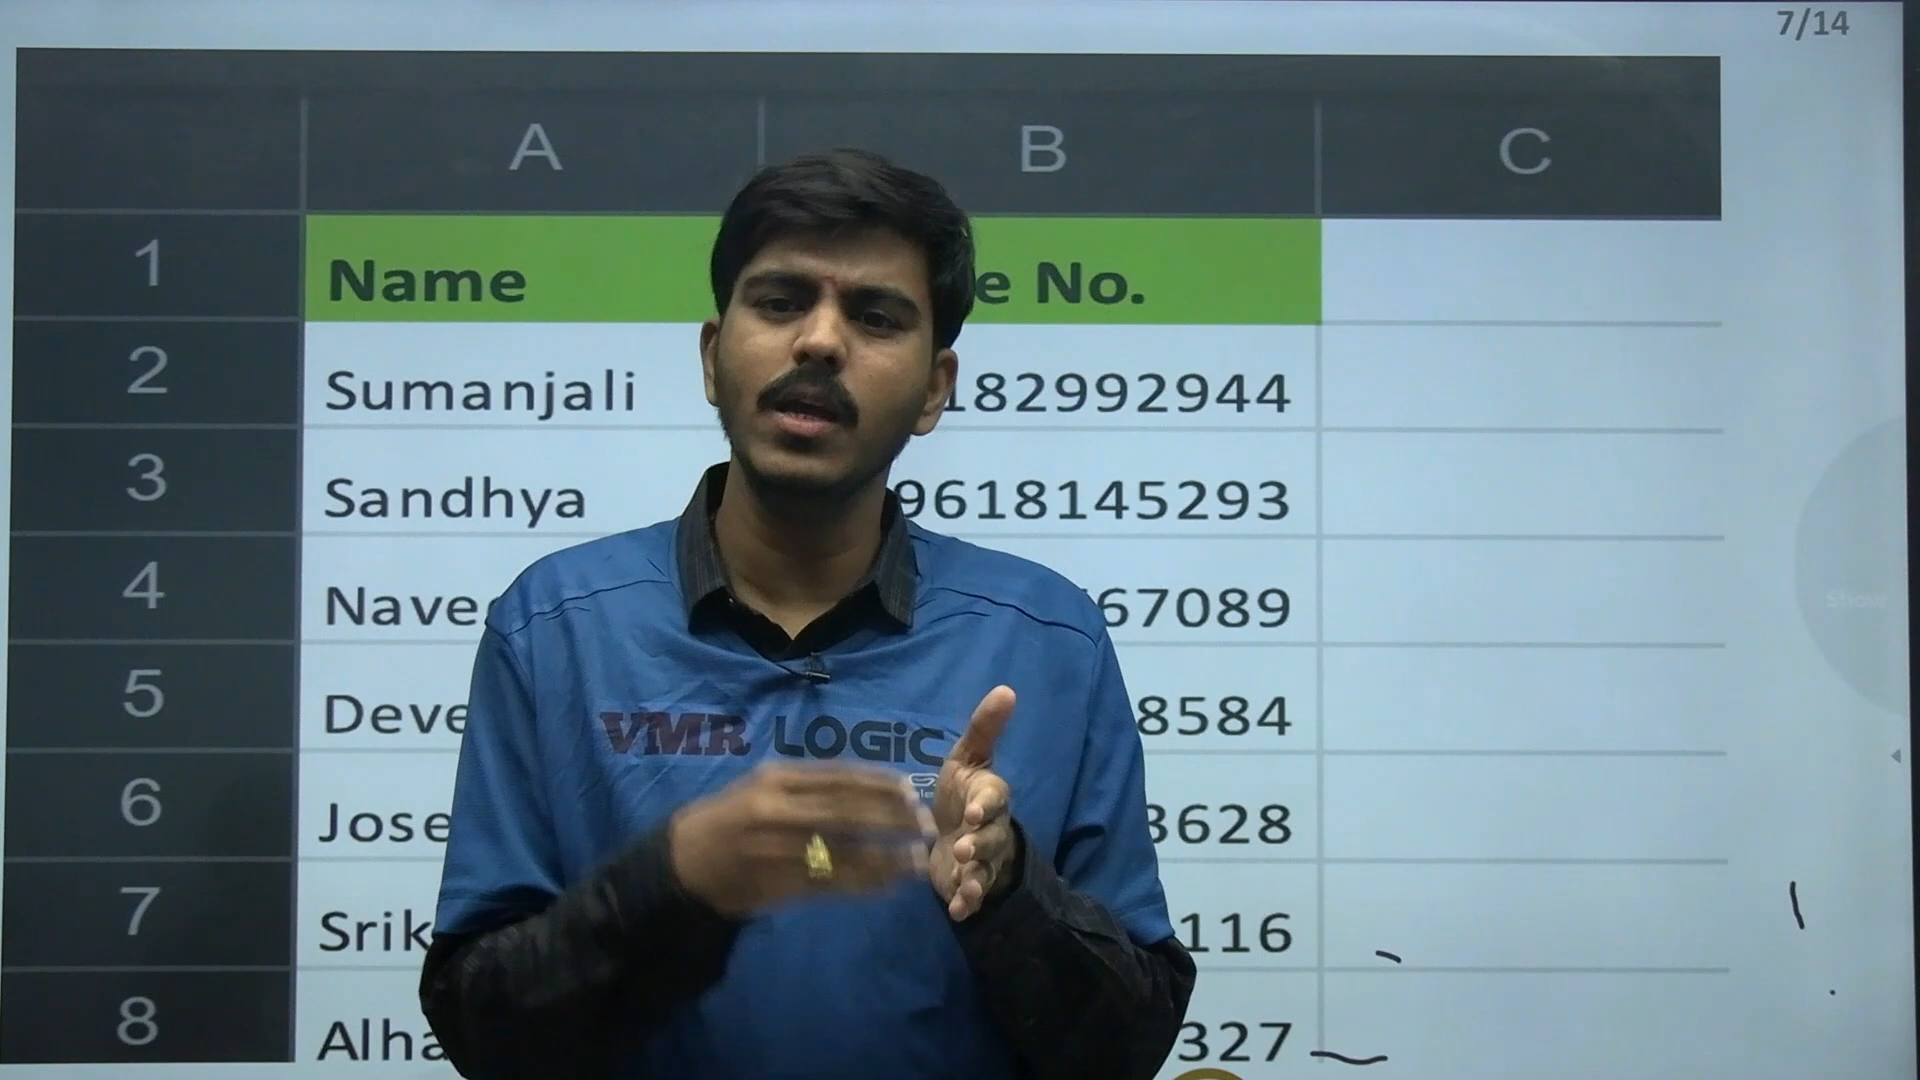 7/14
A B C
1 Name e No.
2 Sumanjali 182992944
3 Sandhya 9618145293
4 Nave 67089
5 Deve 8584
6 Jose 3628
7 Srik 116
8 Alha 327
VMR LOGiC
Show